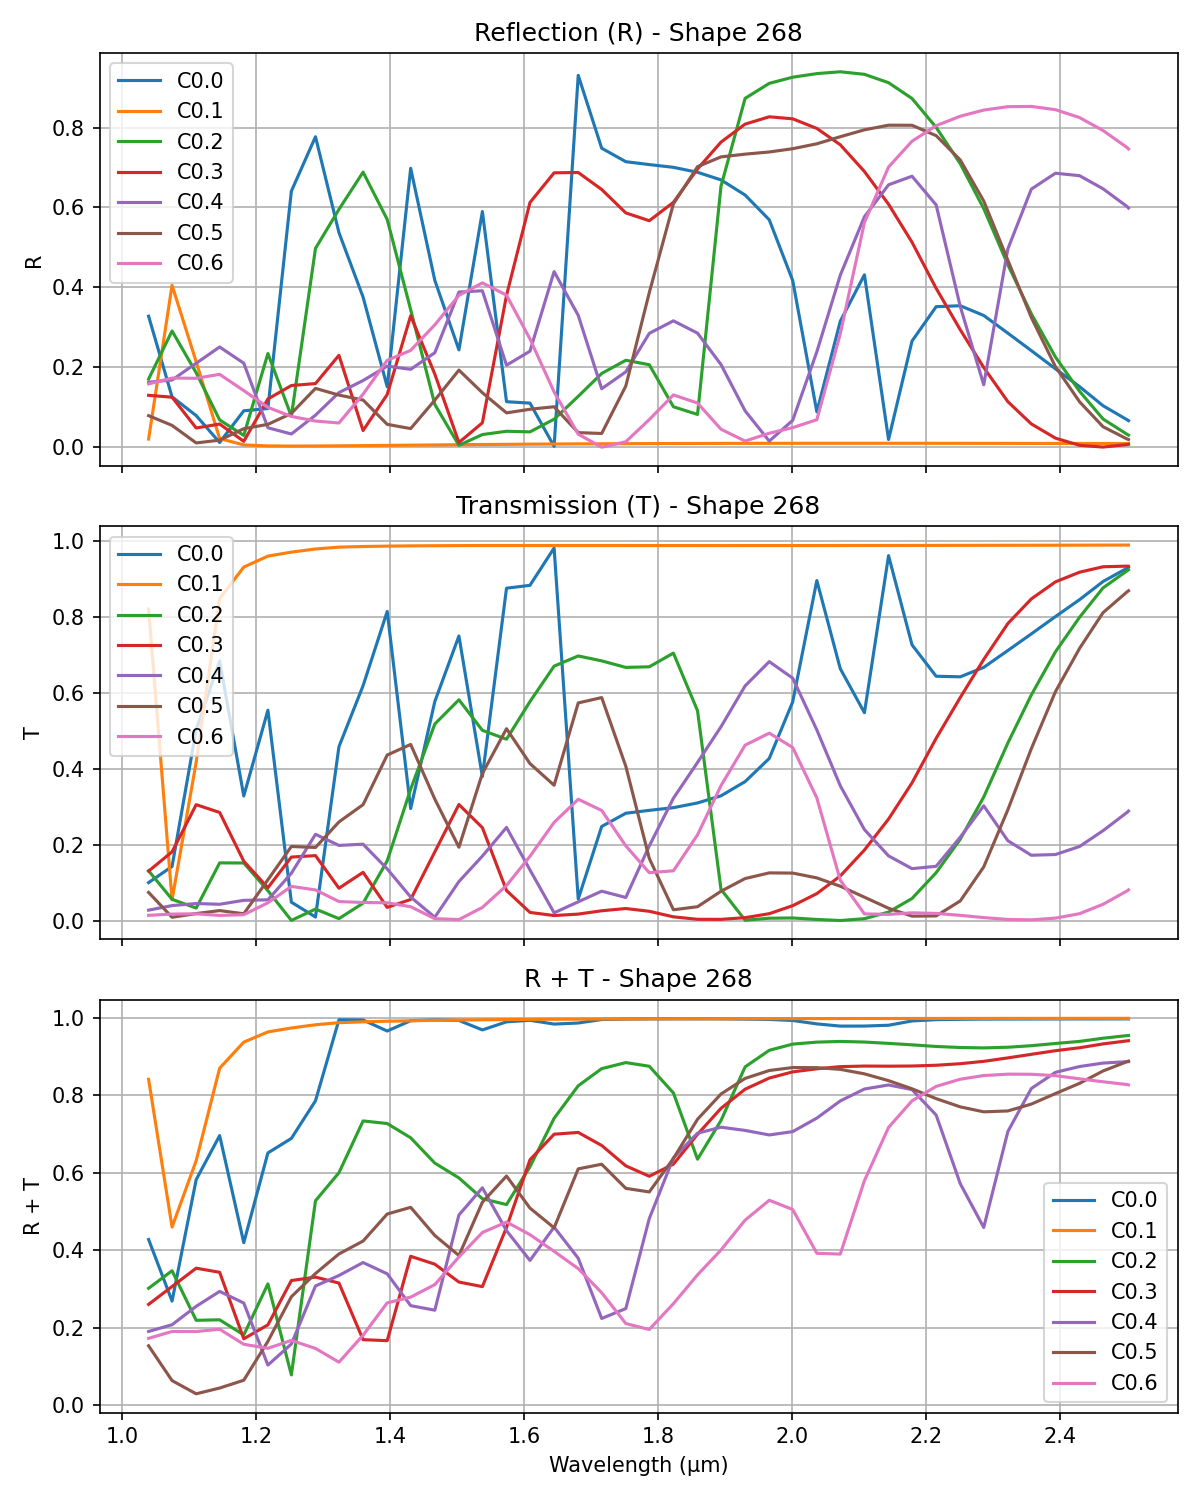 Reflection (R) - Shape 268
C0.0
C0.1
C0.2
C0.3
C0.4
C0.5
C0.6
0.8
0.6
0.4
0.2
0.0
R
Transmission (T) - Shape 268
C0.0
C0.1
C0.2
C0.3
C0.4
C0.5
C0.6
1.0
0.8
0.6
0.4
0.2
0.0
T
R + T - Shape 268
1.0
0.8
0.6
0.4
0.2
0.0
R + T
C0.0
C0.1
C0.2
C0.3
C0.4
C0.5
C0.6
1.0 1.2 1.4 1.6 1.8 2.0 2.2 2.4
Wavelength (μm)